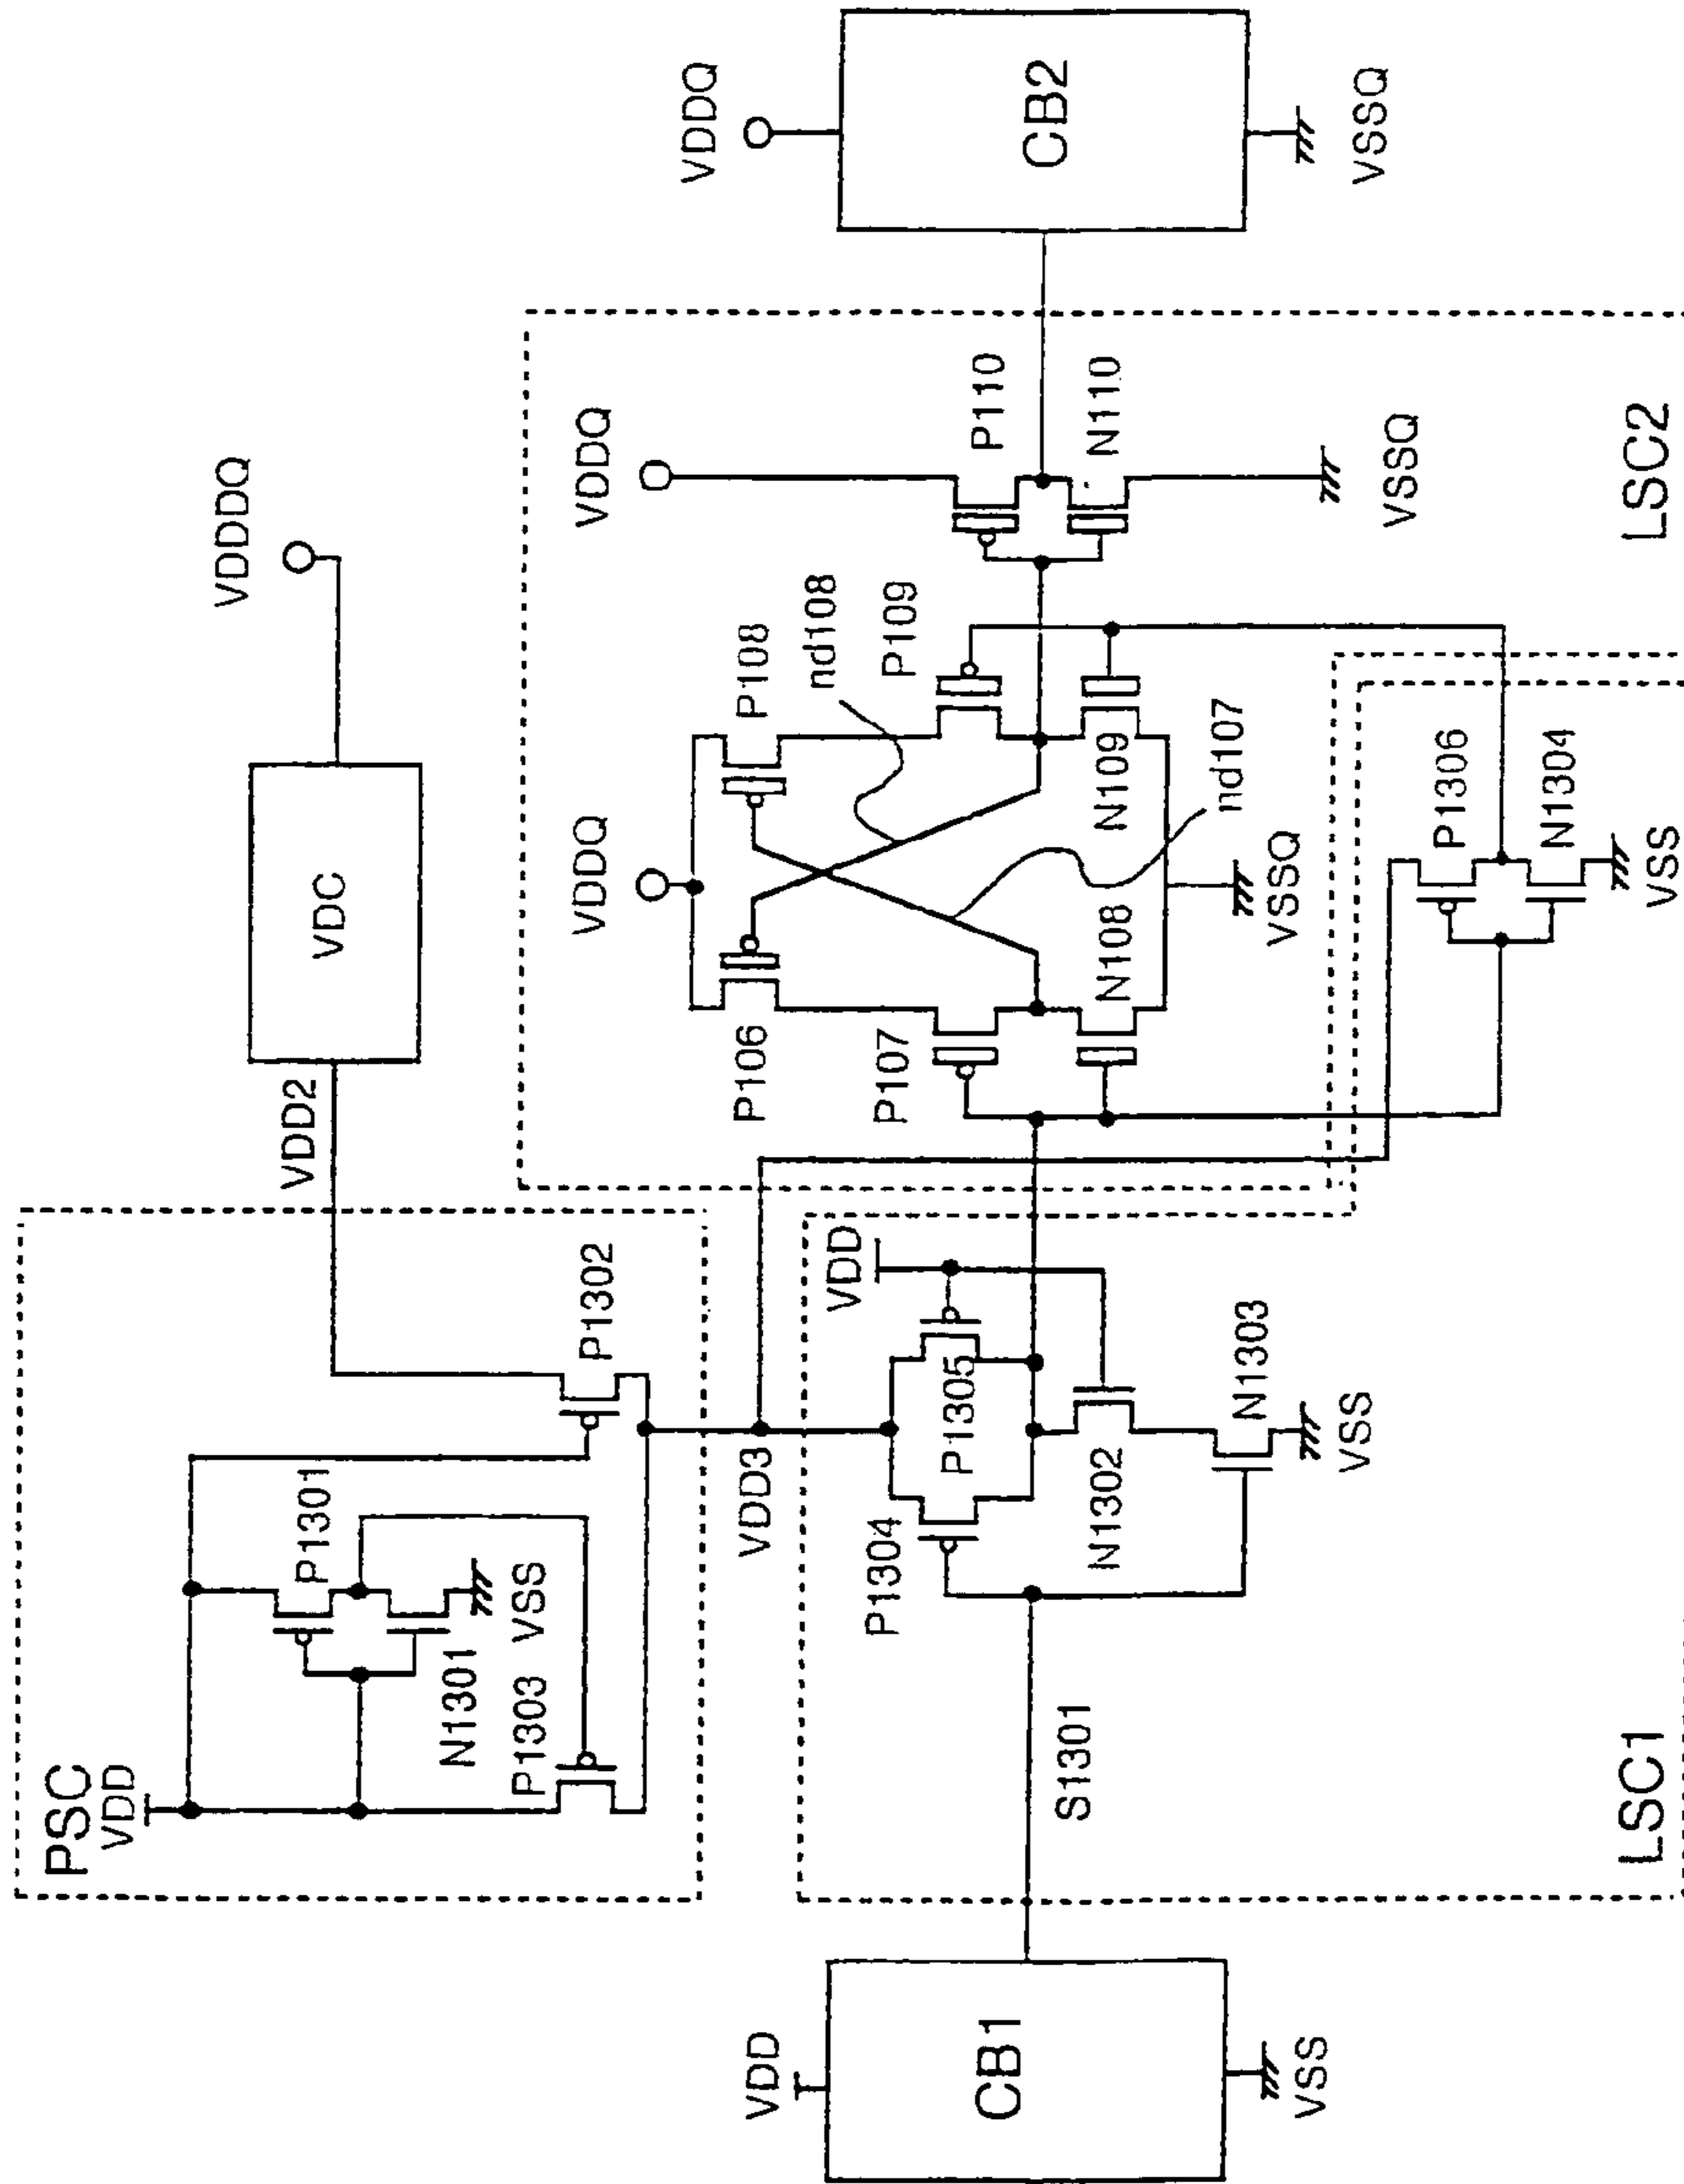 PSC
VDD
P1301
N1301
VSS
P1303
P1302
VDD2
VDC
VDDDQ
VDD3
CB1
VDD
VSS
S1301
LSC1
P1304
P1305
VDD
N1302
N1303
VSS
VDDQ
P106
P108
nd108
P107
P109
N108
N109
nd107
VSSQ
P1306
N1304
VSS
VDDQ
P110
N110
VSSQ
LSC2
VDDQ
CB2
VSSQ